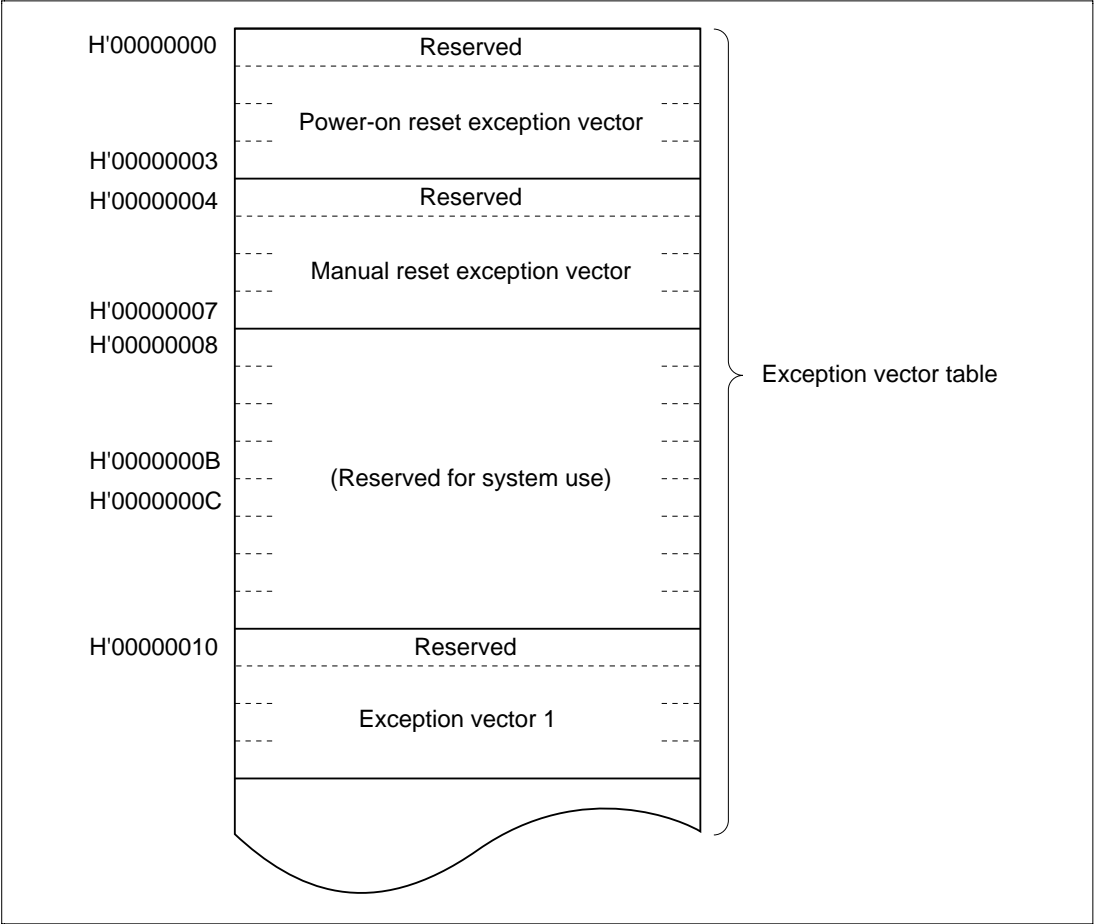 H'00000000
Reserved
Power-on reset exception vector
H'00000003
H'00000004
Reserved
Manual reset exception vector
H'00000007
H'00000008
Exception vector table
H'0000000B
(Reserved for system use)
H'0000000C
H'00000010
Reserved
Exception vector 1